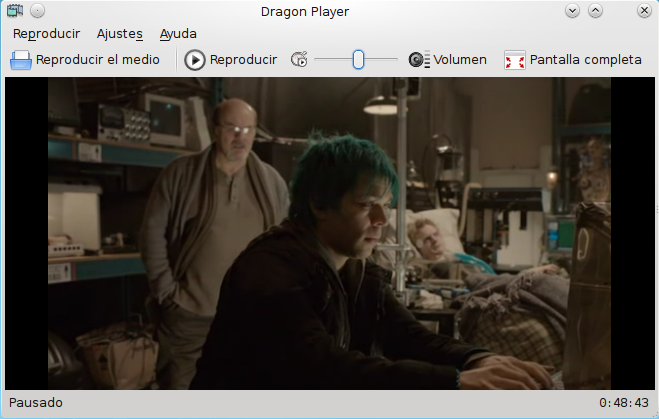 Dragon Player
Reproducir Ajustes Ayuda
Reproducir el medio Reproducir Volumen Pantalla completa
Pausado 0:48:43